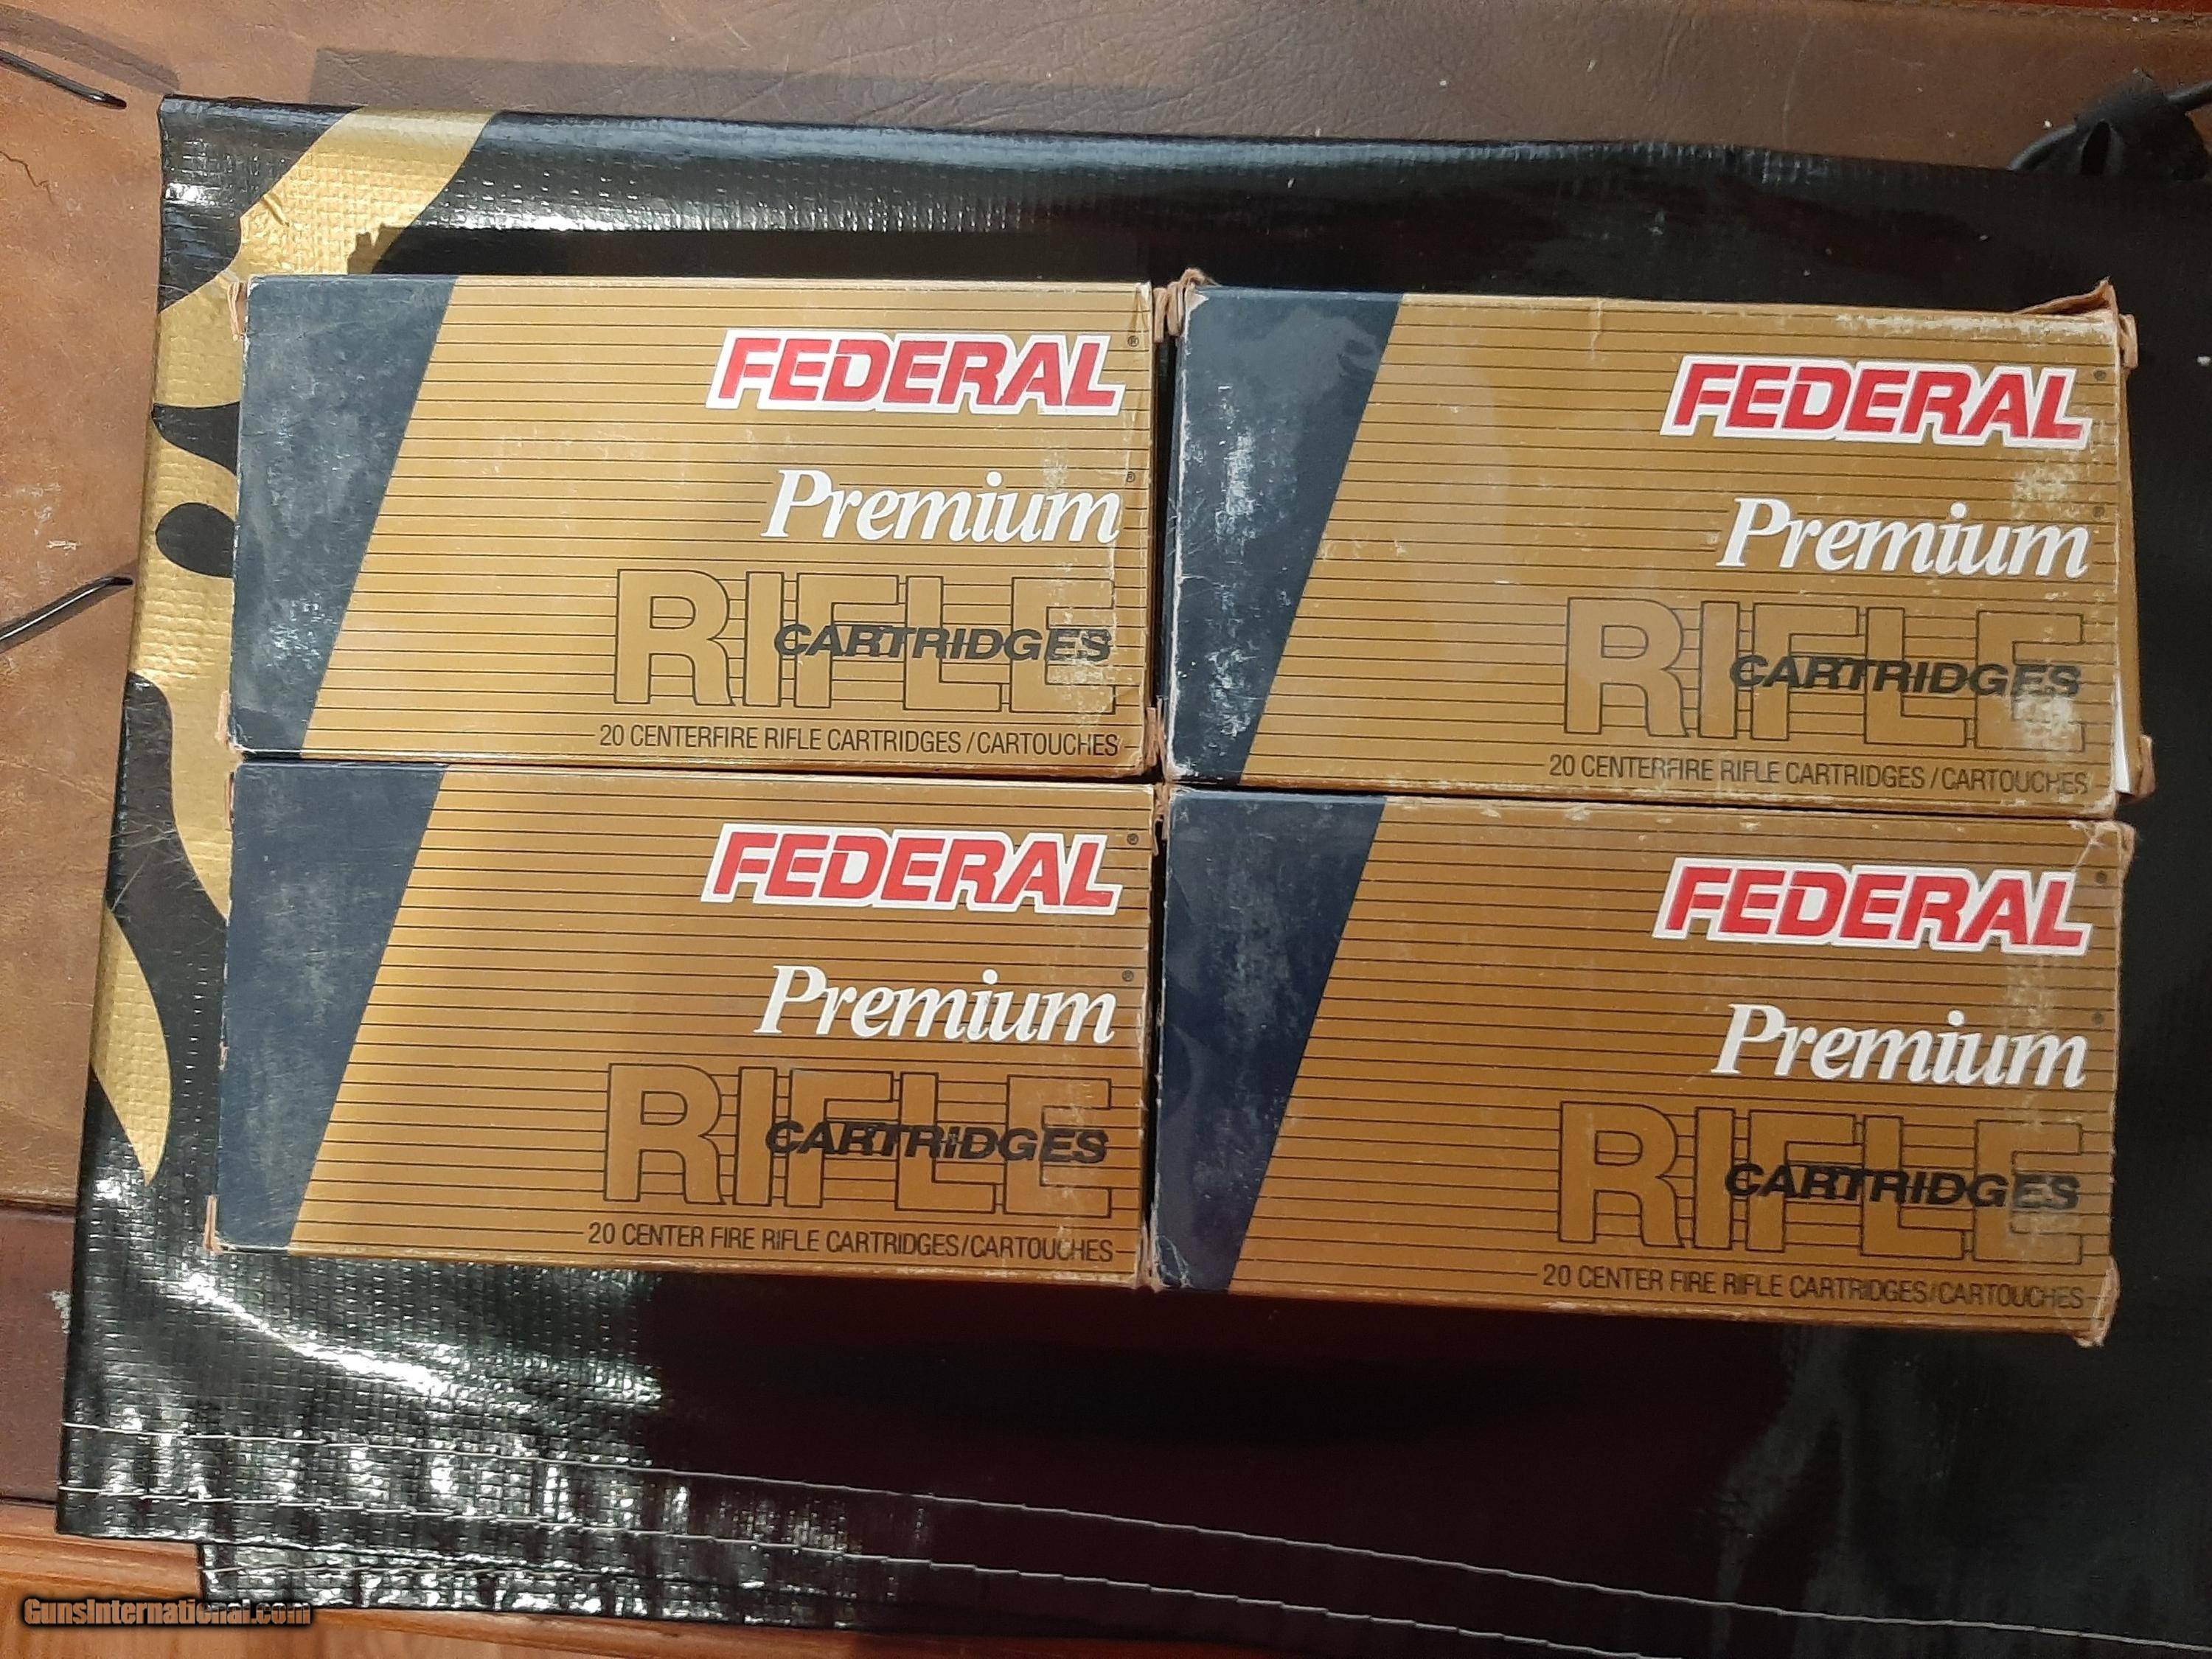 FEDERAL®
Premium®
RIFLE
CARTRIDGES
20 CENTERFIRE RIFLE CARTRIDGES/CARTOUCHES
FEDERAL®
Premium®
RIFLE
CARTRIDGES
20 CENTERFIRE RIFLE CARTRIDGES/CARTOUCHES
FEDERAL®
Premium®
RIFLE
CARTRIDGES
20 CENTER FIRE RIFLE CARTRIDGES/CARTOUCHES
FEDERAL®
Premium®
RIFLE
CARTRIDGES
20 CENTER FIRE RIFLE CARTRIDGES/CARTOUCHES
GunsInternational.com